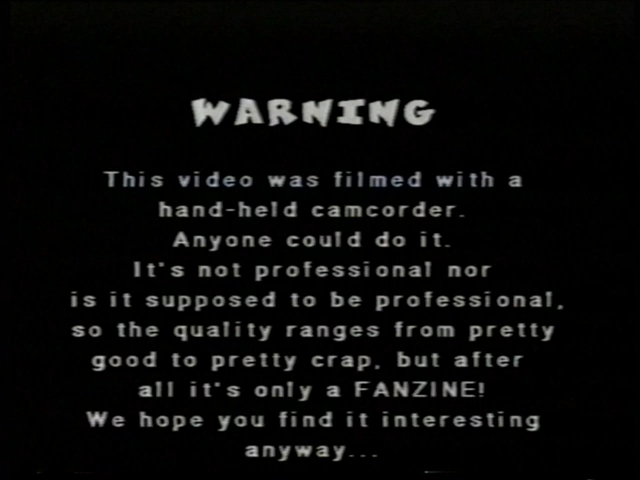 WARNING
This video was filmed with a
hand-held camcorder.
Anyone could do it.
It's not professional nor
is it supposed to be professional,
so the quality ranges from pretty
good to pretty crap, but after
all it's only a FANZINE!
We hope you find it interesting
anyway...